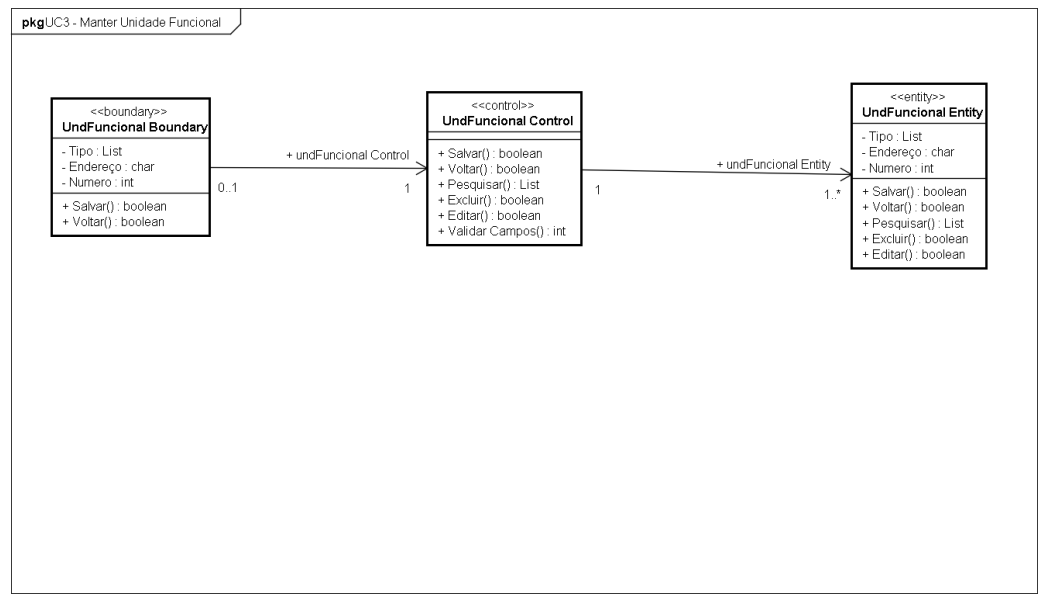 pkg UC3 - Manter Unidade Funcional
<<boundary>>
UndFuncional Boundary
- Tipo : List
- Endereço : char
- Numero : int
+ Salvar() : boolean
+ Voltar() : boolean
+ undFuncional Control
0..1
1
<<control>>
UndFuncional Control
+ Salvar() : boolean
+ Voltar() : boolean
+ Pesquisar() : List
+ Excluir() : boolean
+ Editar() : boolean
+ Validar Campos() : int
+ undFuncional Entity
1
1..*
<<entity>>
UndFuncional Entity
- Tipo : List
- Endereço : char
- Numero : int
+ Salvar() : boolean
+ Voltar() : boolean
+ Pesquisar() : List
+ Excluir() : boolean
+ Editar() : boolean